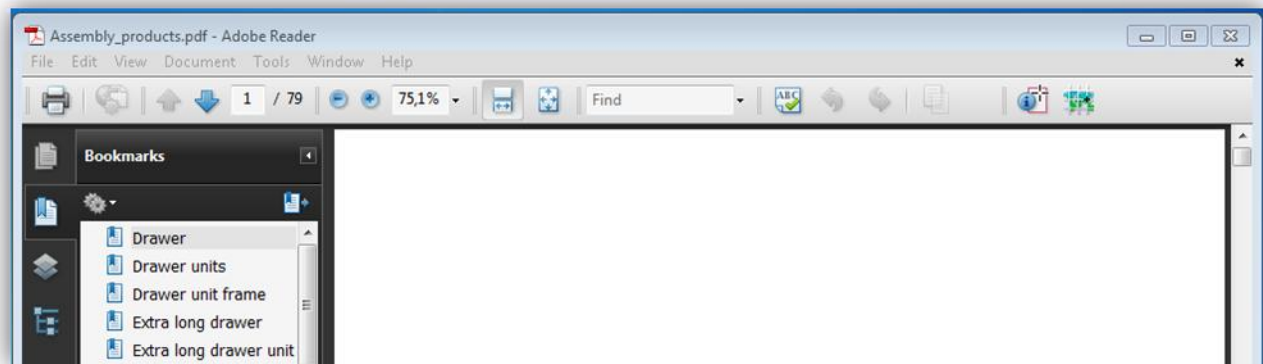 Assembly_products.pdf - Adobe Reader
File Edit View Document Tools Window Help
1 / 79 75,1% Find ABC
Bookmarks
Drawer
Drawer units
Drawer unit frame
Extra long drawer
Extra long drawer unit